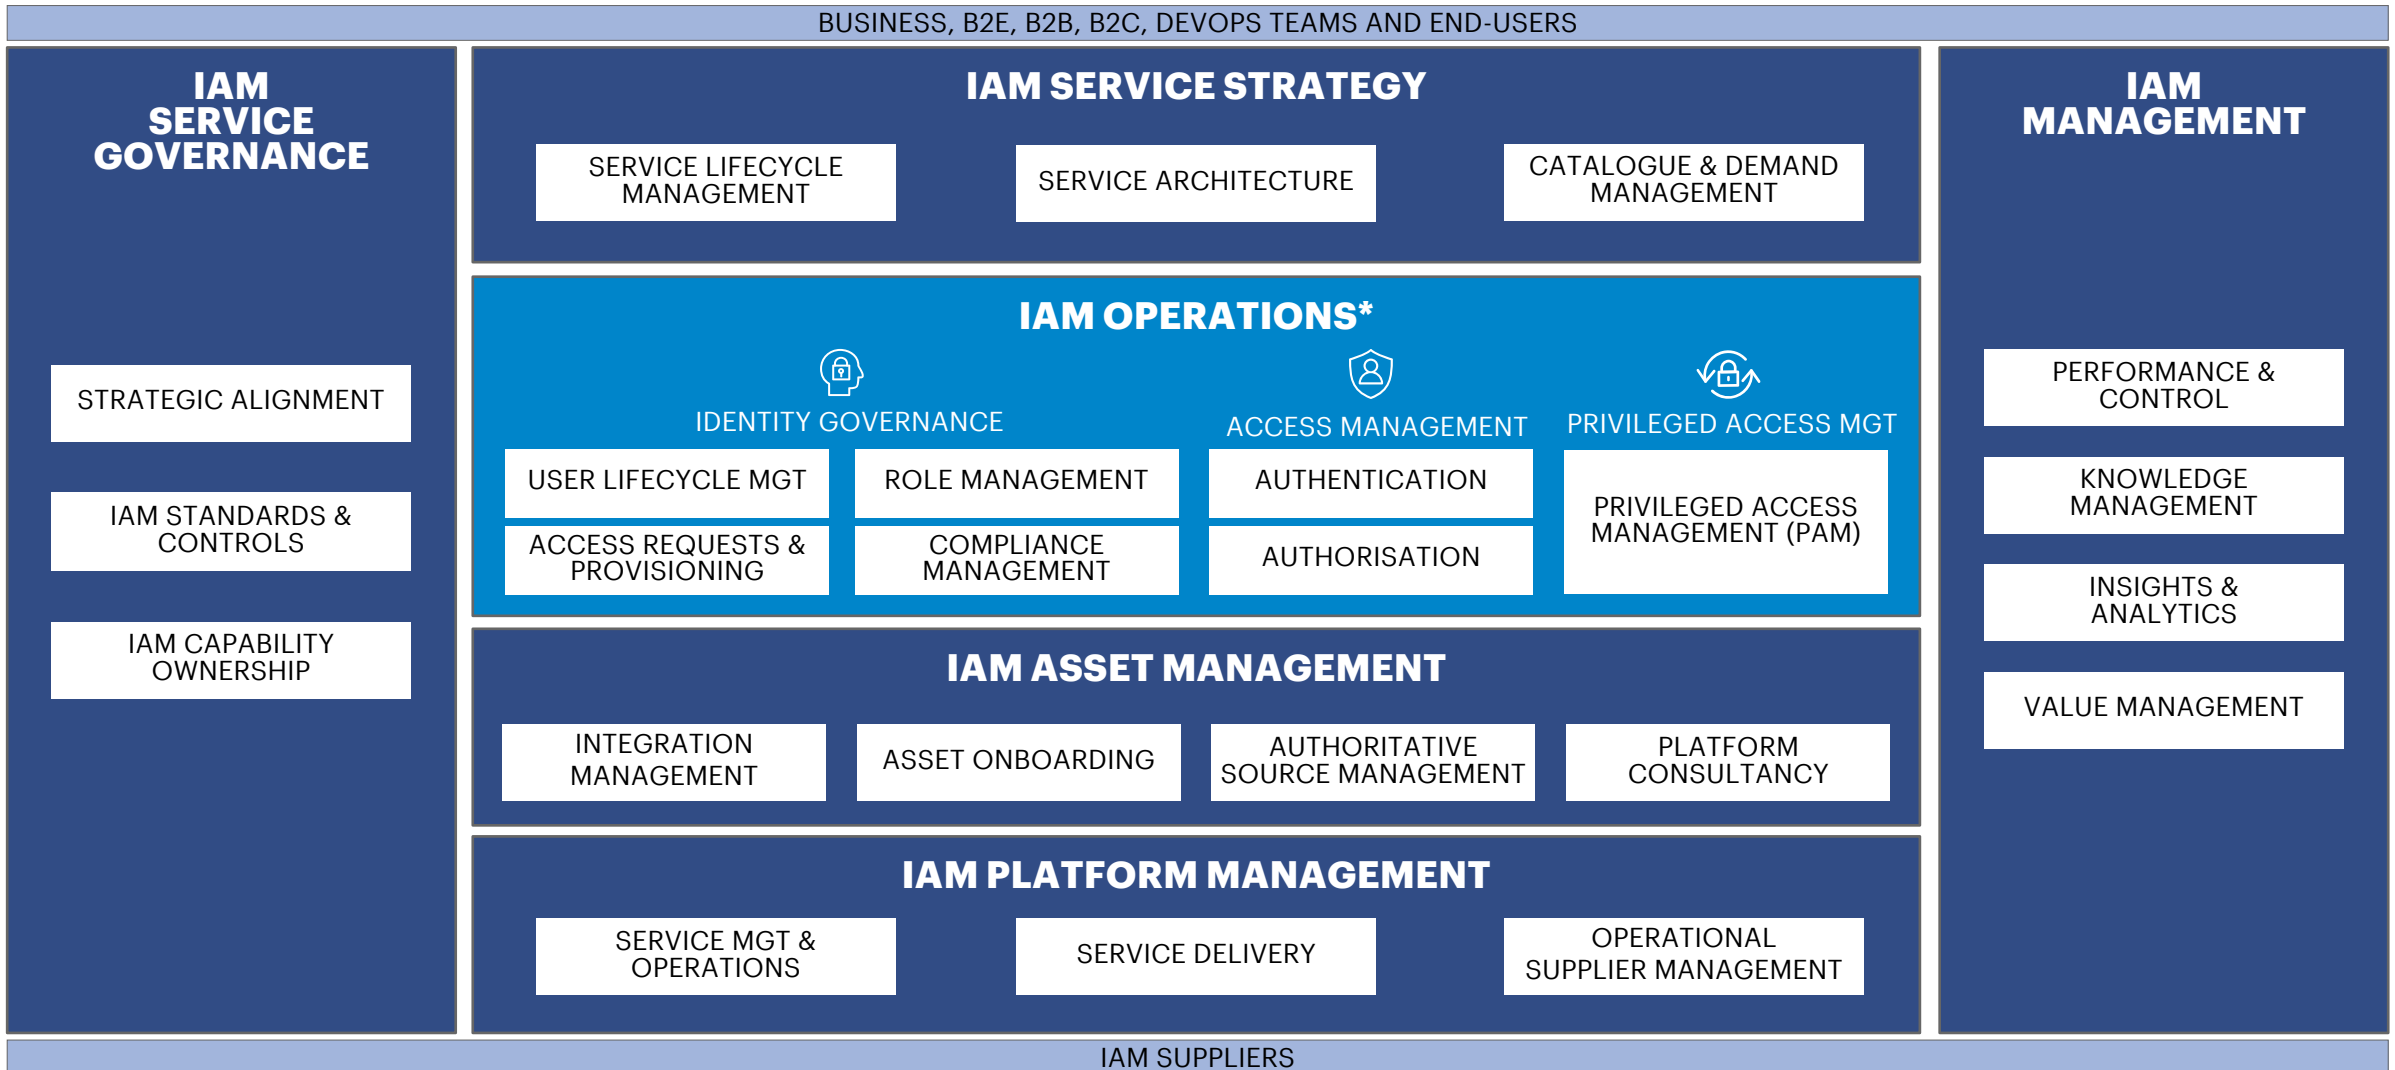 BUSINESS, B2E, B2B, B2C, DEVOPS TEAMS AND END-USERS
IAM
SERVICE
GOVERNANCE
STRATEGIC ALIGNMENT
IAM STANDARDS &
CONTROLS
IAM CAPABILITY
OWNERSHIP
IAM SERVICE STRATEGY
SERVICE LIFECYCLE
MANAGEMENT
SERVICE ARCHITECTURE
CATALOGUE & DEMAND
MANAGEMENT
IAM OPERATIONS*
IDENTITY GOVERNANCE
USER LIFECYCLE MGT
ROLE MANAGEMENT
ACCESS REQUESTS &
PROVISIONING
COMPLIANCE
MANAGEMENT
ACCESS MANAGEMENT
AUTHENTICATION
AUTHORISATION
PRIVILEGED ACCESS MGT
PRIVILEGED ACCESS
MANAGEMENT (PAM)
IAM ASSET MANAGEMENT
INTEGRATION
MANAGEMENT
ASSET ONBOARDING
AUTHORITATIVE
SOURCE MANAGEMENT
PLATFORM
CONSULTANCY
IAM PLATFORM MANAGEMENT
SERVICE MGT &
OPERATIONS
SERVICE DELIVERY
OPERATIONAL
SUPPLIER MANAGEMENT
IAM
MANAGEMENT
PERFORMANCE &
CONTROL
KNOWLEDGE
MANAGEMENT
INSIGHTS &
ANALYTICS
VALUE MANAGEMENT
IAM SUPPLIERS